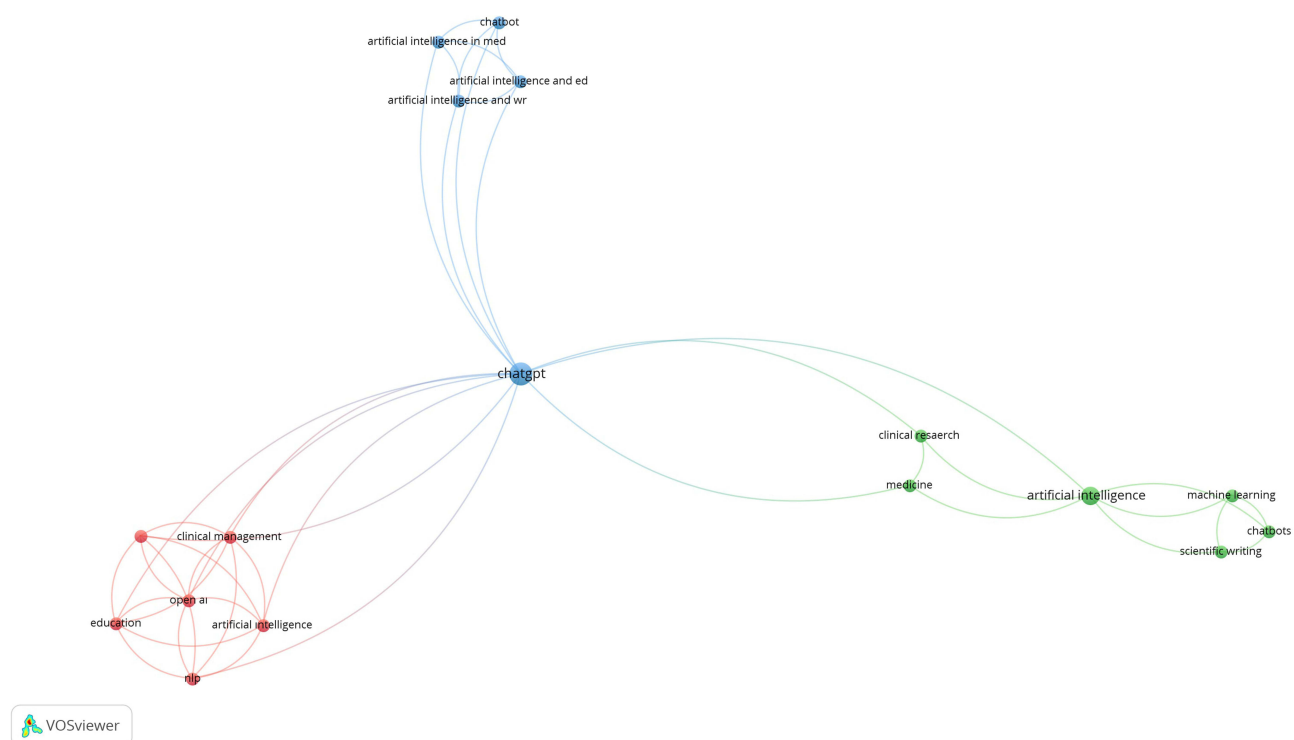 chatbot
artificial intelligence in med
artificial intelligence and ed
artificial intelligence and wr
chatgpt
clinical resaerch
medicine
artificial intelligence
machine learning
chatbots
scientific writing
clinical management
open ai
education
artificial intelligence
nlp
VOSviewer